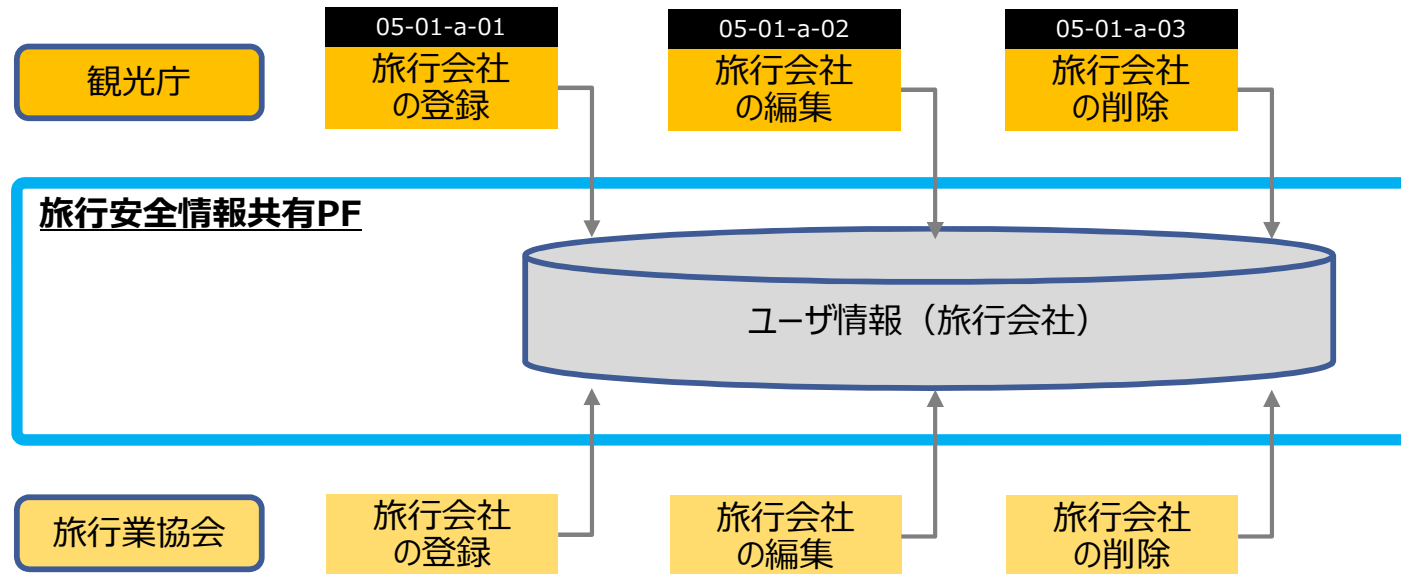 05-01-a-01
05-01-a-02
05-01-a-03
観光庁
旅行会社
の登録
旅行会社
の編集
旅行会社
の削除
旅行安全情報共有PF
ユーザ情報（旅行会社）
旅行業協会
旅行会社
の登録
旅行会社
の編集
旅行会社
の削除